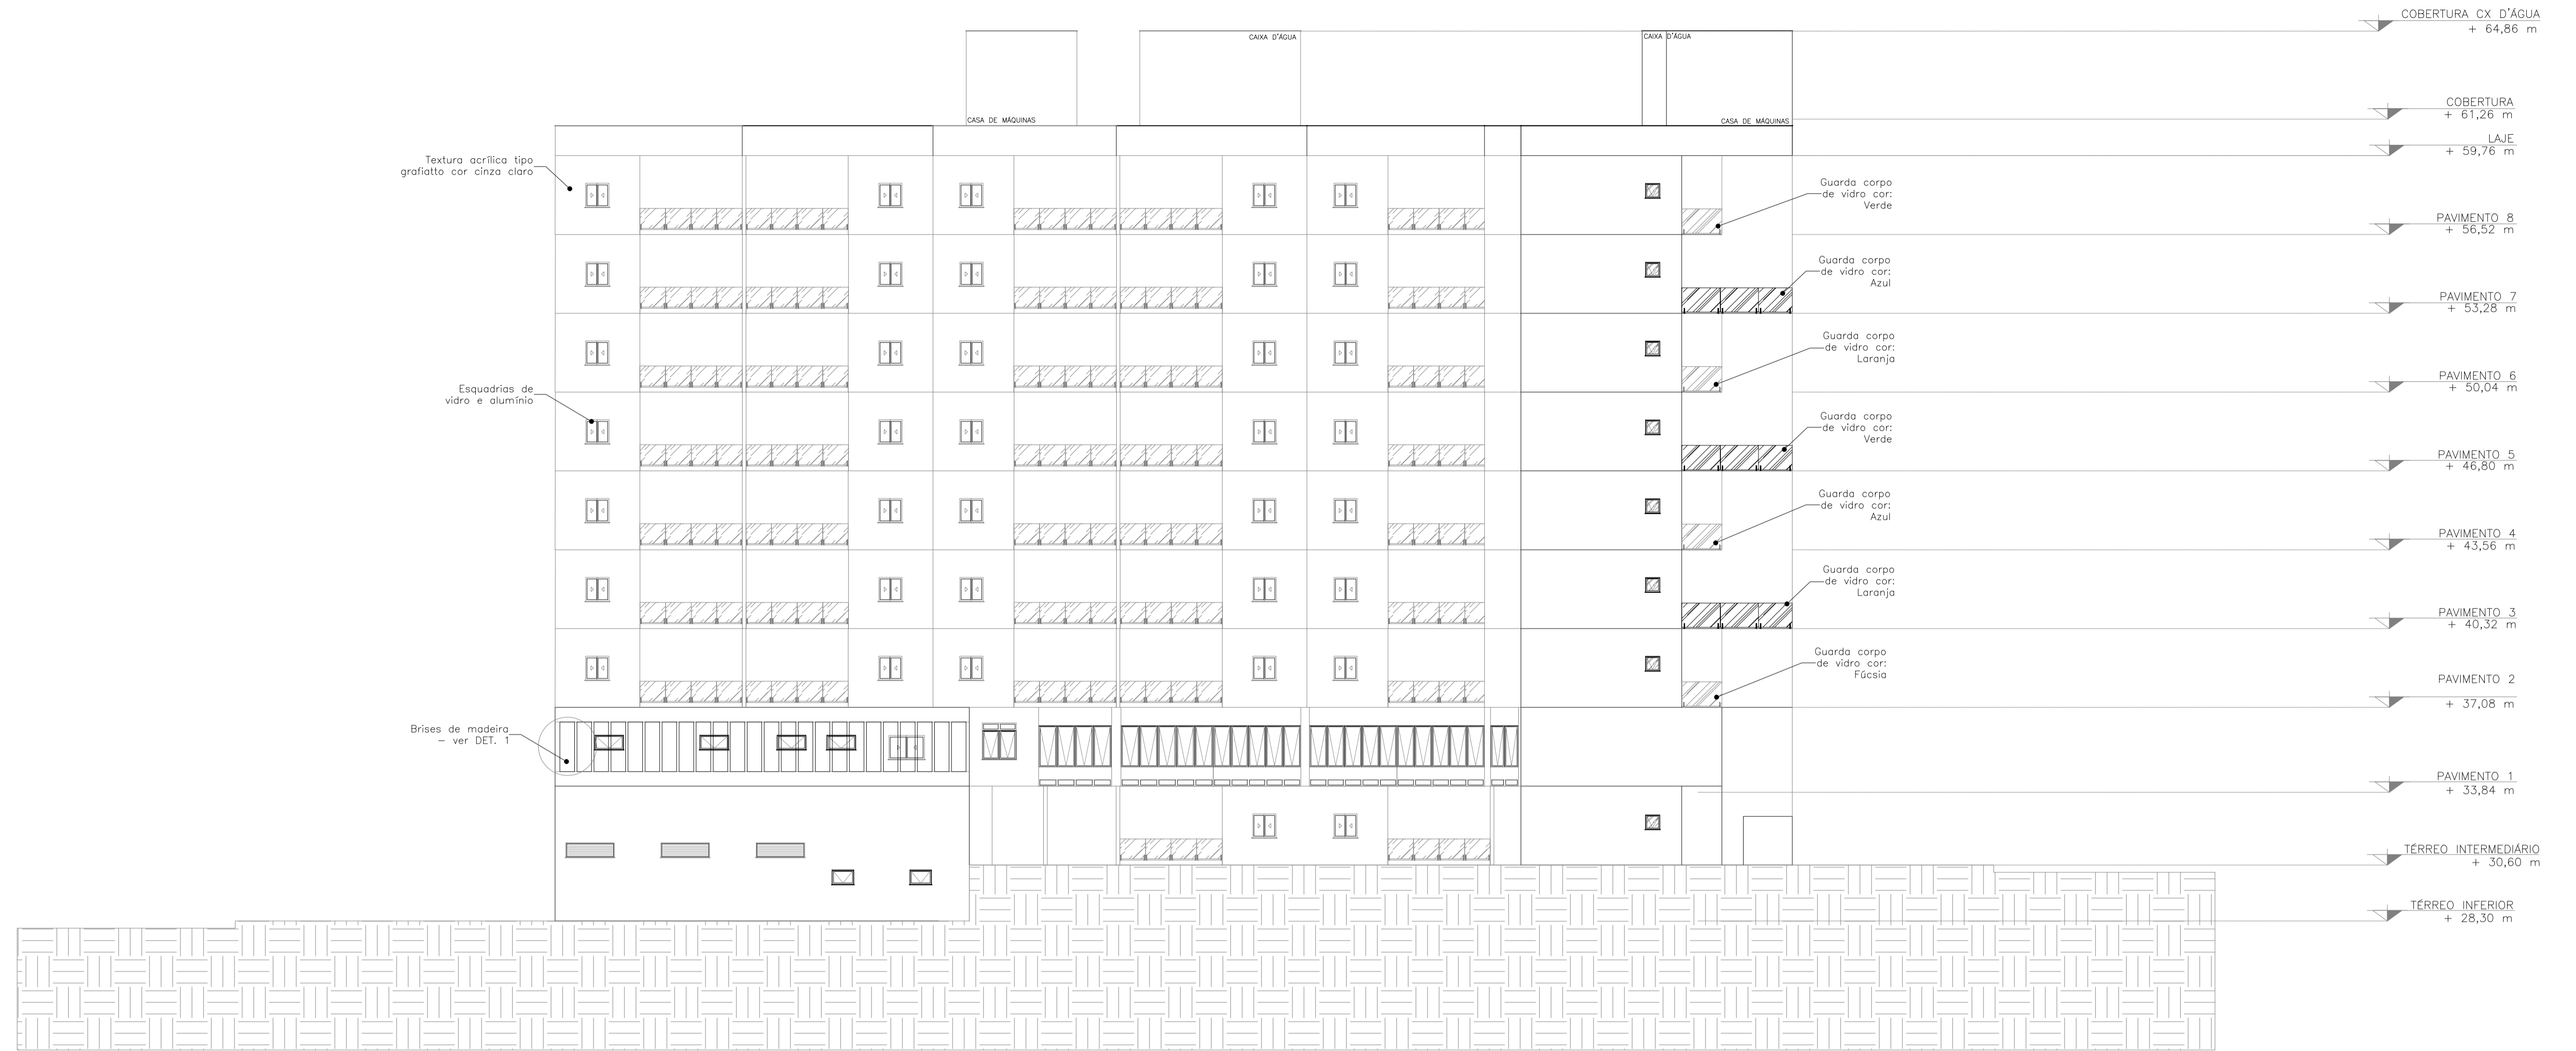 COBERTURA CX D'ÁGUA
+ 64,86 m
CAIXA D'ÁGUA
CAIXA D'ÁGUA
COBERTURA
+ 61,26 m
CASA DE MÁQUINAS
CASA DE MÁQUINAS
LAJE
+ 59,76 m
Textura acrílica tipo
grafiatto cor cinza claro
Guarda corpo
de vidro cor:
Verde
PAVIMENTO 8
+ 56,52 m
Guarda corpo
de vidro cor:
Azul
PAVIMENTO 7
+ 53,28 m
Guarda corpo
de vidro cor:
Laranja
PAVIMENTO 6
+ 50,04 m
Esquadrias de
vidro e alumínio
Guarda corpo
de vidro cor:
Verde
PAVIMENTO 5
+ 46,80 m
Guarda corpo
de vidro cor:
Azul
PAVIMENTO 4
+ 43,56 m
Guarda corpo
de vidro cor:
Laranja
PAVIMENTO 3
+ 40,32 m
Guarda corpo
de vidro cor:
Fúcsia
PAVIMENTO 2
+ 37,08 m
Brises de madeira
- ver DET. 1
PAVIMENTO 1
+ 33,84 m
TÉRREO INTERMEDIÁRIO
+ 30,60 m
TÉRREO INFERIOR
+ 28,30 m